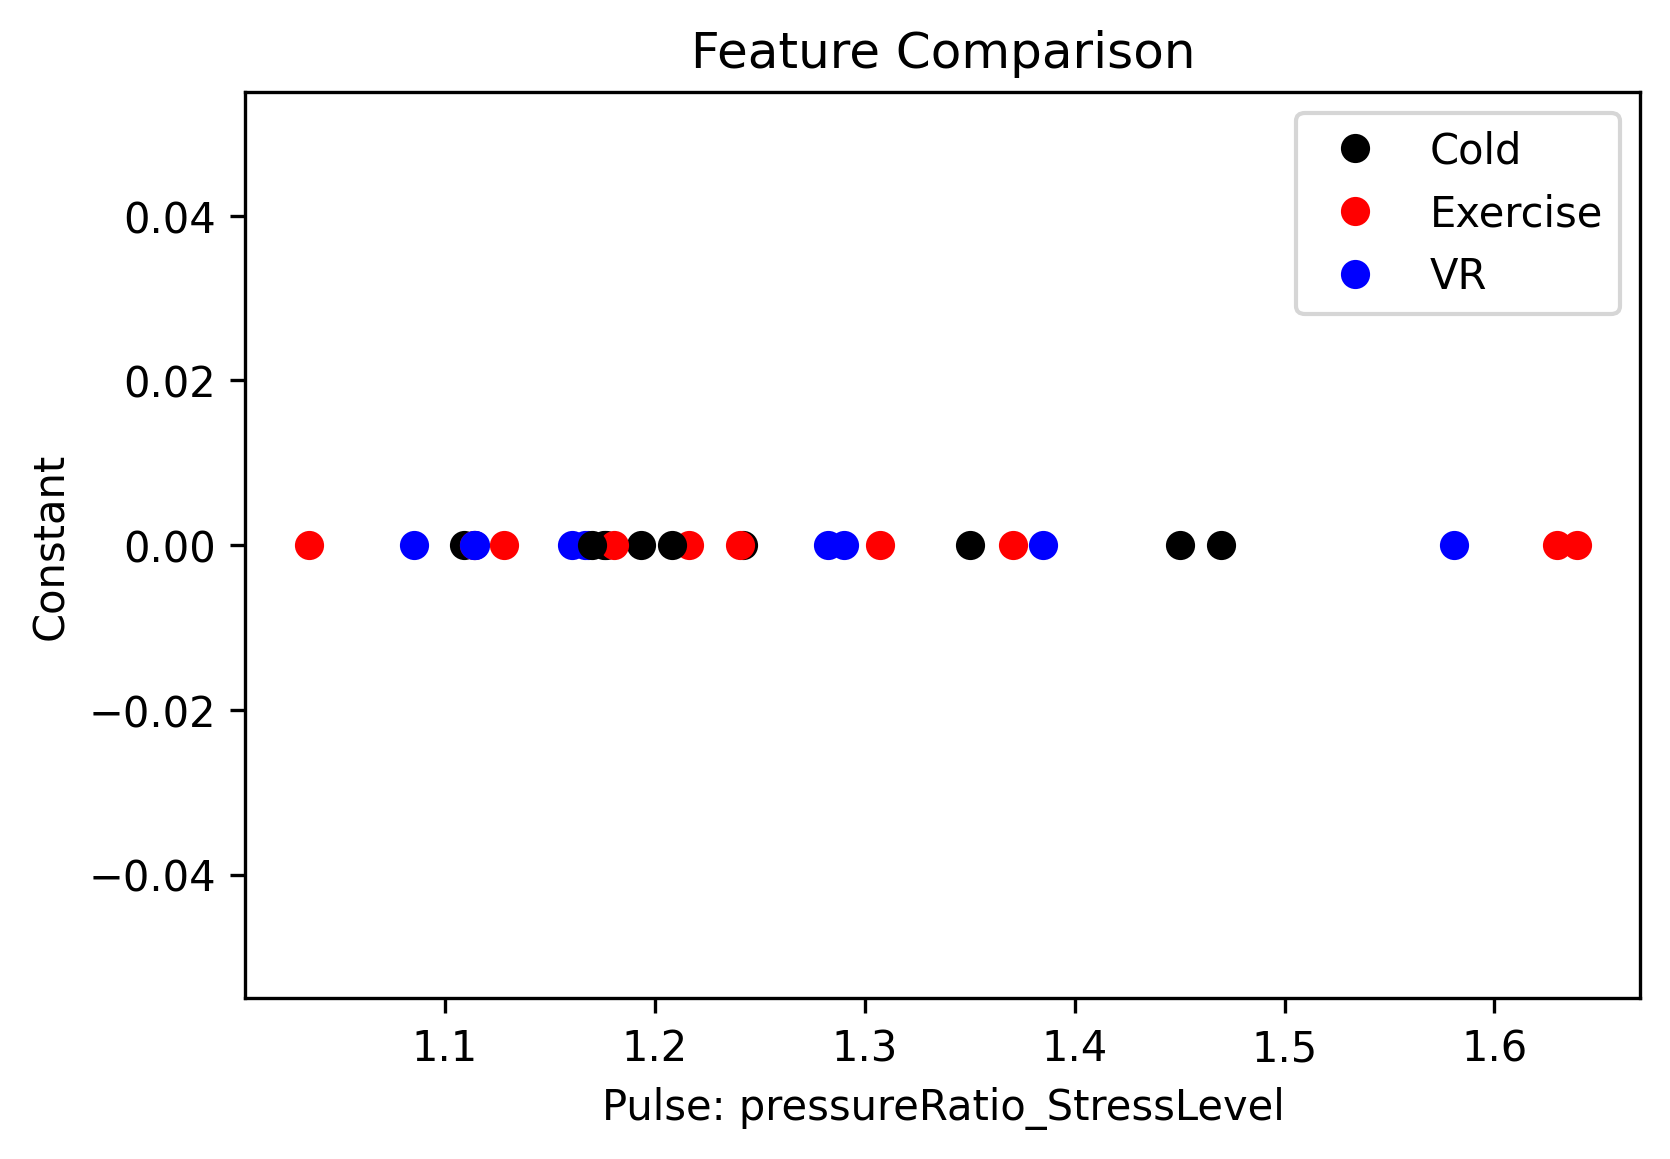 Feature Comparison
Cold
Exercise
VR
0.04
0.02
0.00
−0.02
−0.04
Constant
1.1 1.2 1.3 1.4 1.5 1.6
Pulse: pressureRatio_StressLevel